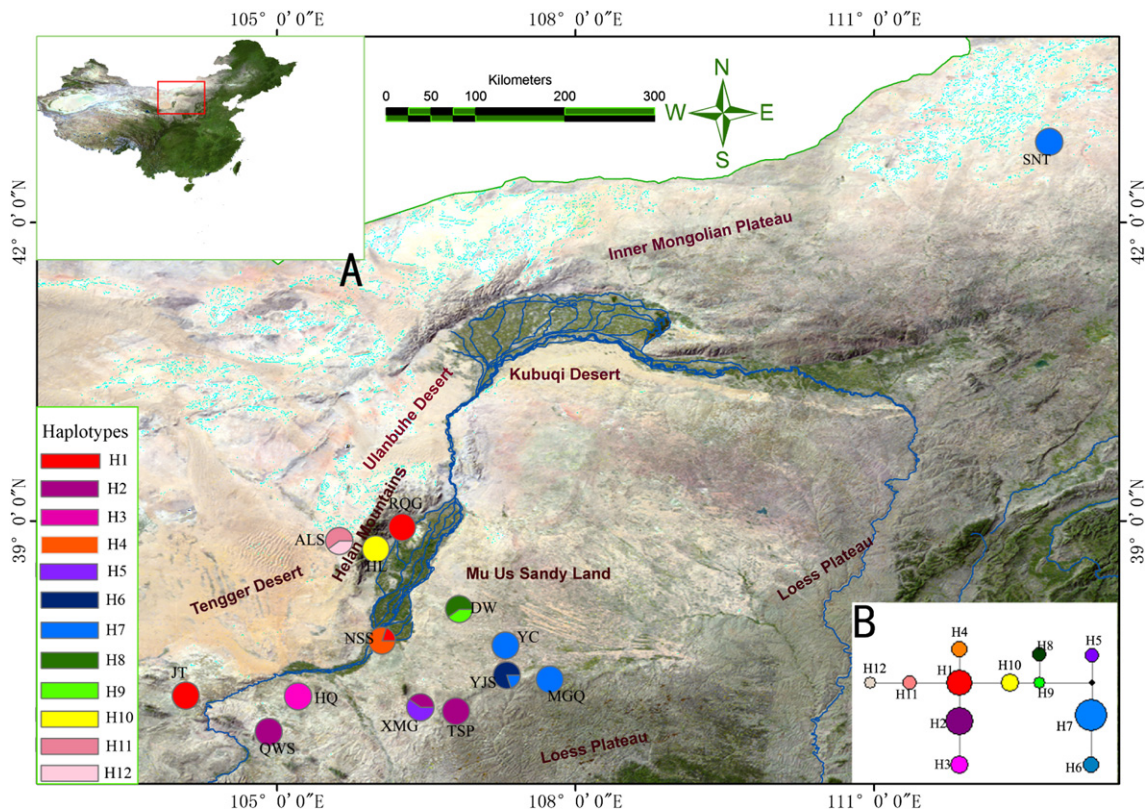 105° 0′0″E
108° 0′0″E
111° 0′0″E
Kilometers
0 50 100 200 300
N
W
E
S
SNT
42° 0′0″N
42° 0′0″N
A
Inner Mongolian Plateau
Kubuqi Desert
Ulanbuhe Desert
Haplotypes
H1
H2
H3
H4
H5
H6
H7
H8
H9
H10
H11
H12
39° 0′0″N
39° 0′0″N
RQG
ALS
HL
Helan Mountains
Tengger Desert
Mu Us Sandy Land
Loess Plateau
DW
NSS
YC
YJS
MGQ
JT
HQ
XMG
TSP
QWS
Loess Plateau
B
H4
H8
H5
H12
H11
H1
H10
H9
H2
H7
H3
H6
105° 0′0″E
108° 0′0″E
111° 0′0″E